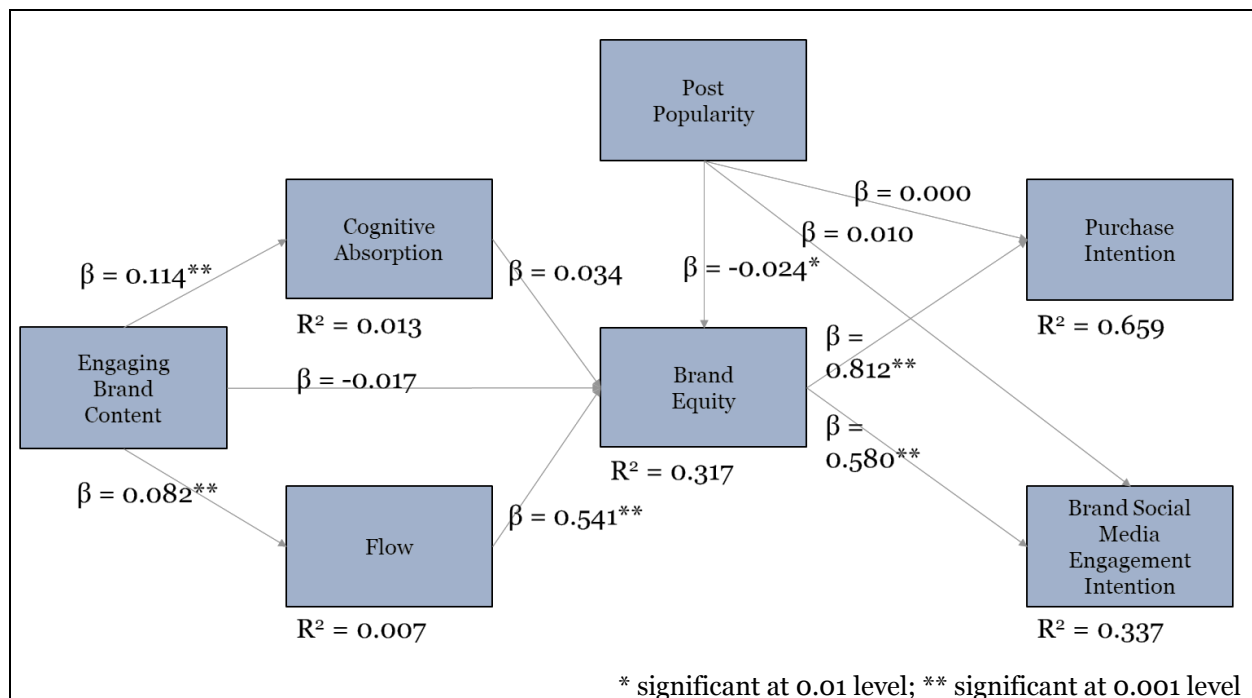 Post
Popularity
β = 0.000
Cognitive
Absorption
Purchase
Intention
β = 0.010
β = 0.114**
β = 0.034
β = -0.024*
R² = 0.013
R² = 0.659
Engaging
Brand
Content
β = -0.017
Brand
Equity
β =
0.812**
β =
0.580**
R² = 0.317
β = 0.082**
β = 0.541**
Flow
Brand Social
Media
Engagement
Intention
R² = 0.007
R² = 0.337
* significant at 0.01 level; ** significant at 0.001 level